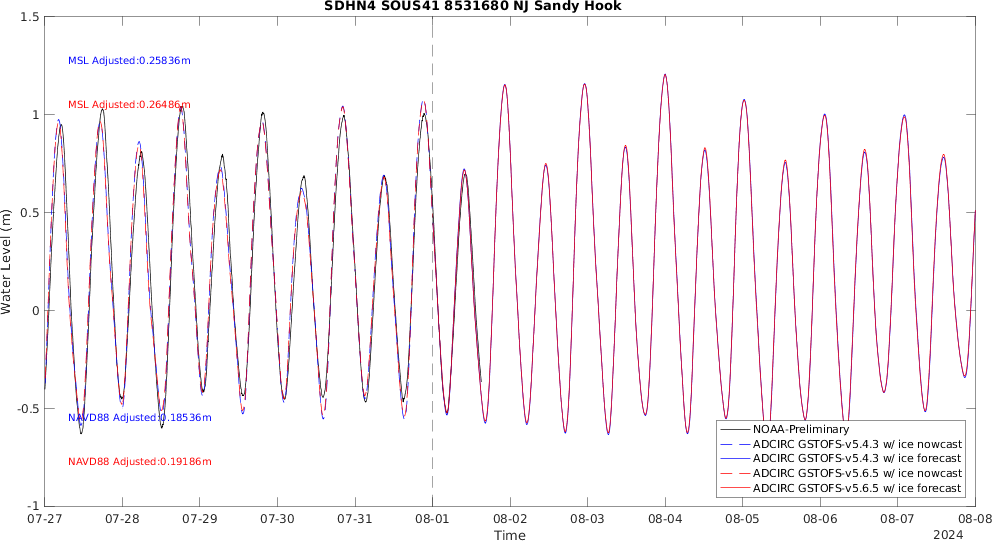 SDHN4 SOUS41 8531680 NJ Sandy Hook
1.5
1
0.5
0
-0.5
-1
Water Level (m)
MSL Adjusted:0.25836m
MSL Adjusted:0.26486m
NAVD88 Adjusted:0.18536m
NAVD88 Adjusted:0.19186m
NOAA-Preliminary
ADCIRC GSTOFS-v5.4.3 w/ ice nowcast
ADCIRC GSTOFS-v5.4.3 w/ ice forecast
ADCIRC GSTOFS-v5.6.5 w/ ice nowcast
ADCIRC GSTOFS-v5.6.5 w/ ice forecast
07-27 07-28 07-29 07-30 07-31 08-01 08-02 08-03 08-04 08-05 08-06 08-07 08-08
Time
2024